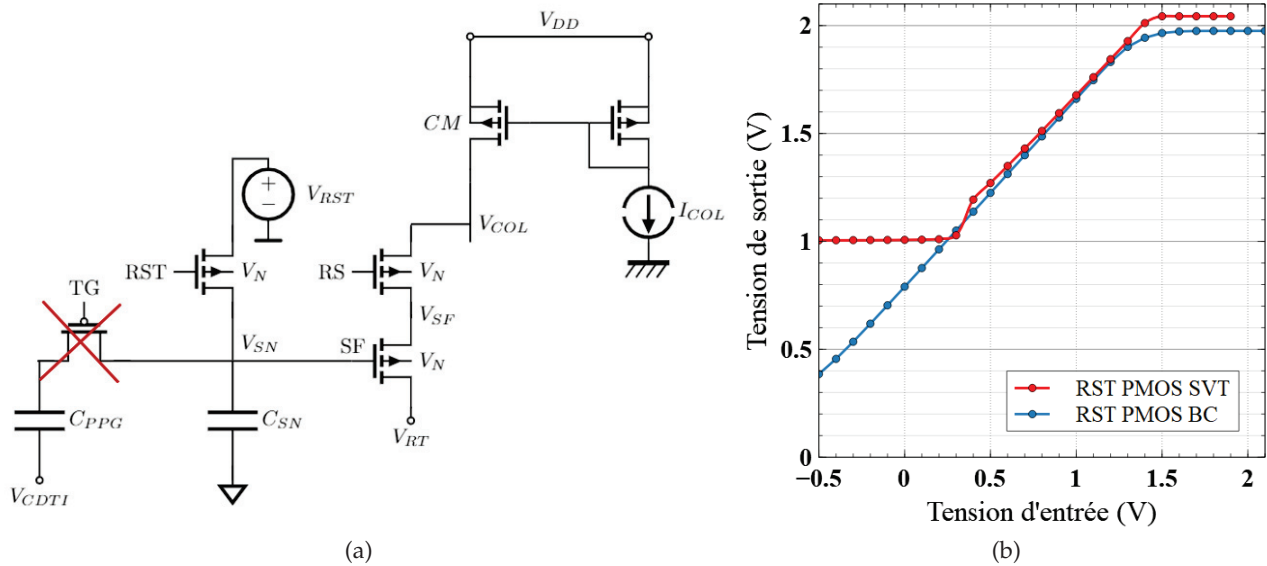 V_DD
CM
V_RST
I_COL
V_COL
RST
V_N
RS
V_N
TG
V_SF
V_SN
SF
V_N
C_PPG
C_SN
V_RT
V_CDTI
(a)
Tension de sortie (V)
2
1.5
1
0.5
0
RST PMOS SVT
RST PMOS BC
−0.5 0 0.5 1 1.5 2
Tension d'entrée (V)
(b)